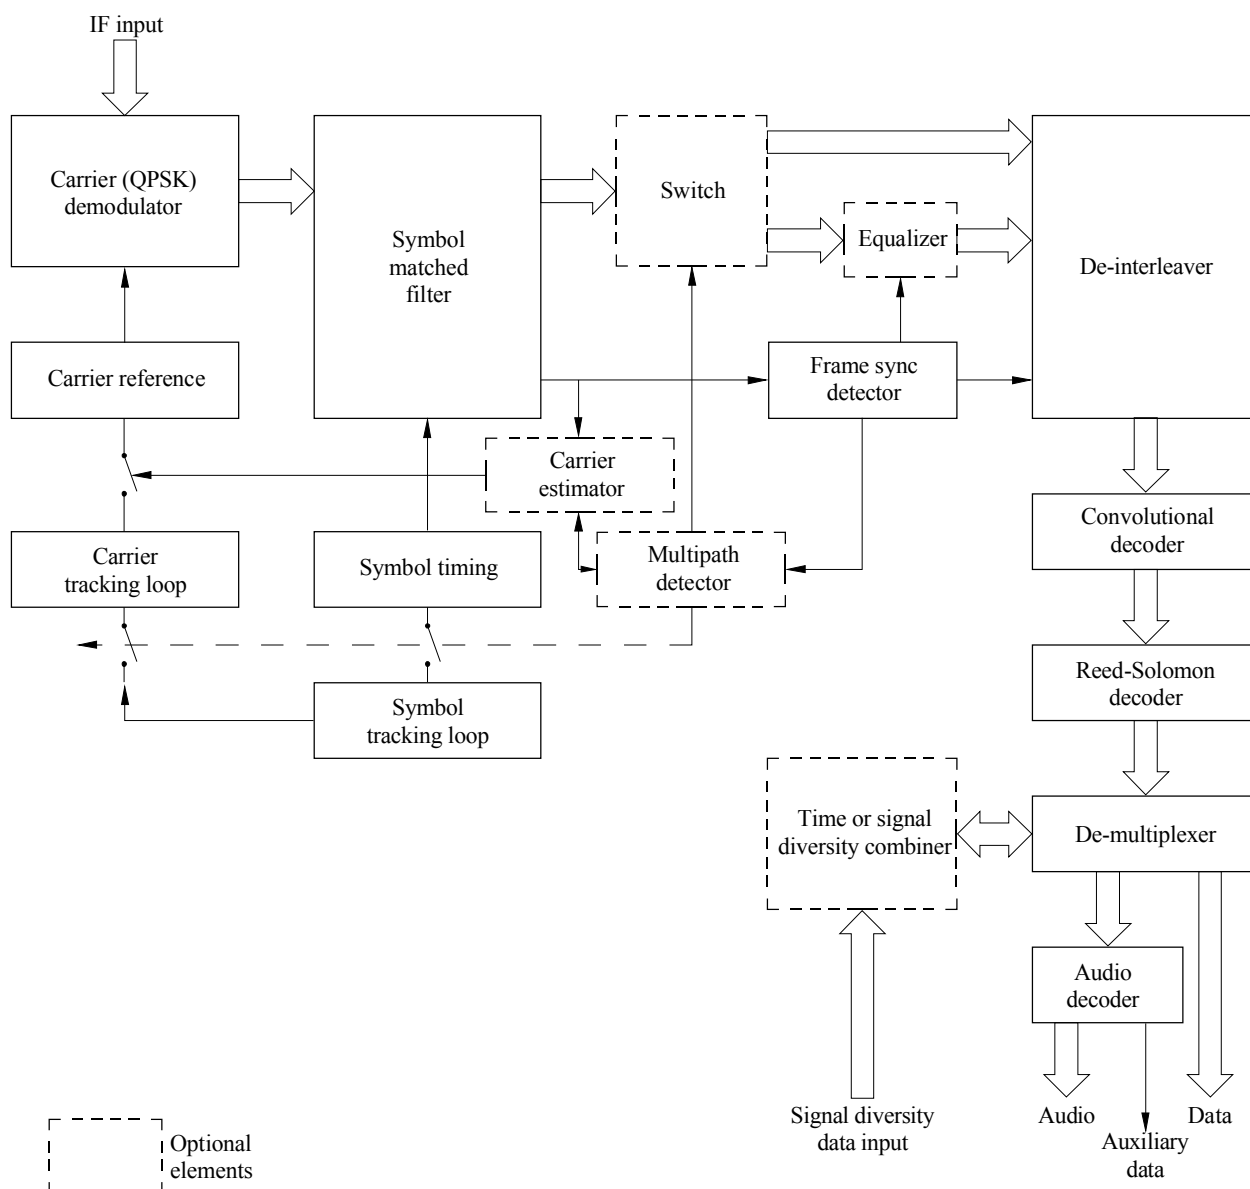 IF input
Carrier (QPSK)
demodulator
Symbol
matched
filter
Switch
Equalizer
De-interleaver
Carrier reference
Frame sync
detector
Carrier
estimator
Convolutional
decoder
Carrier
tracking loop
Symbol timing
Multipath
detector
Reed-Solomon
decoder
Symbol
tracking loop
Time or signal
diversity combiner
De-multiplexer
Audio
decoder
Signal diversity
data input
Audio
Auxiliary
data
Data
Optional
elements